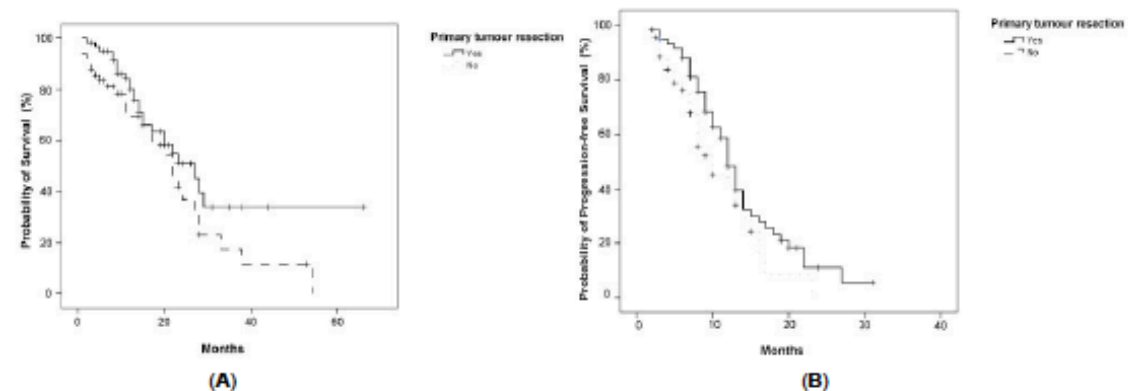 Primary tumour resection
Yes
No
Probability of Survival (%)
100
80
60
40
20
0
0
20
40
60
Months
(A)
Primary tumour resection
Yes
No
Probability of Progression-free Survival (%)
100
80
60
40
20
0
0
10
20
30
40
Months
(B)